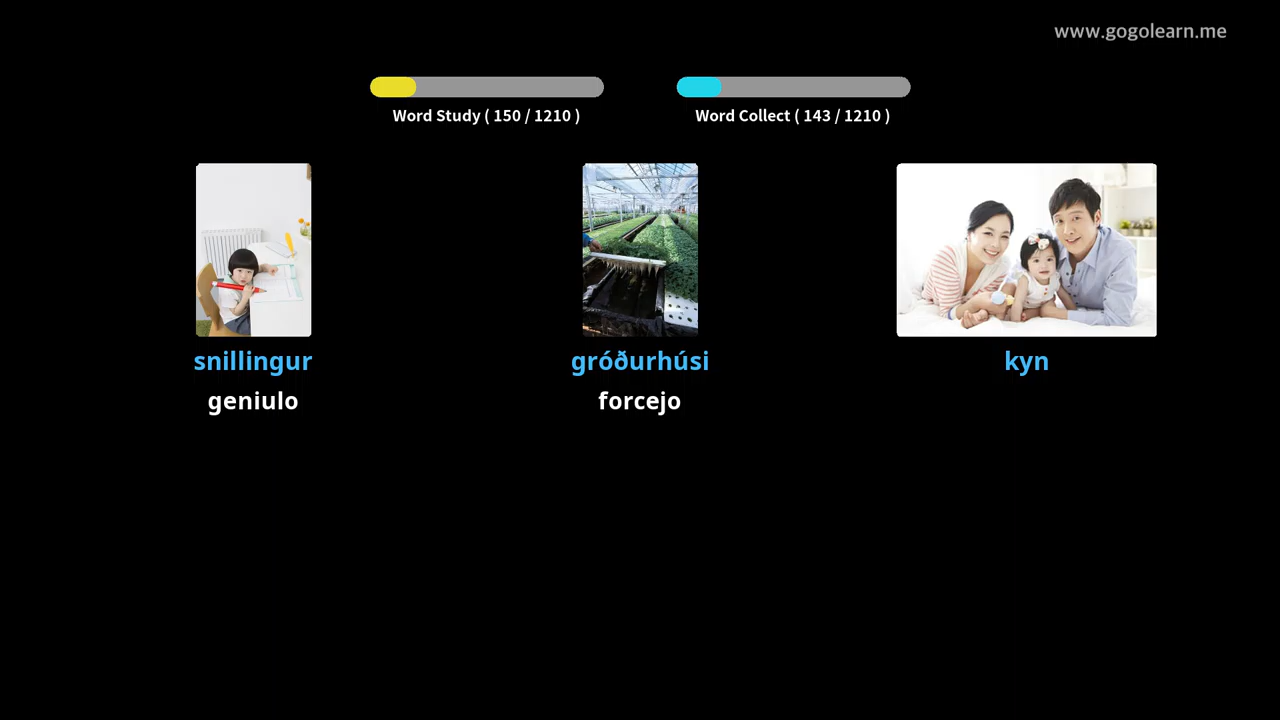 www.gogolearn.me
Word Study ( 150 / 1210 )
Word Collect ( 143 / 1210 )
snillingur
geniulo
gróðurhúsi
forcejo
kyn